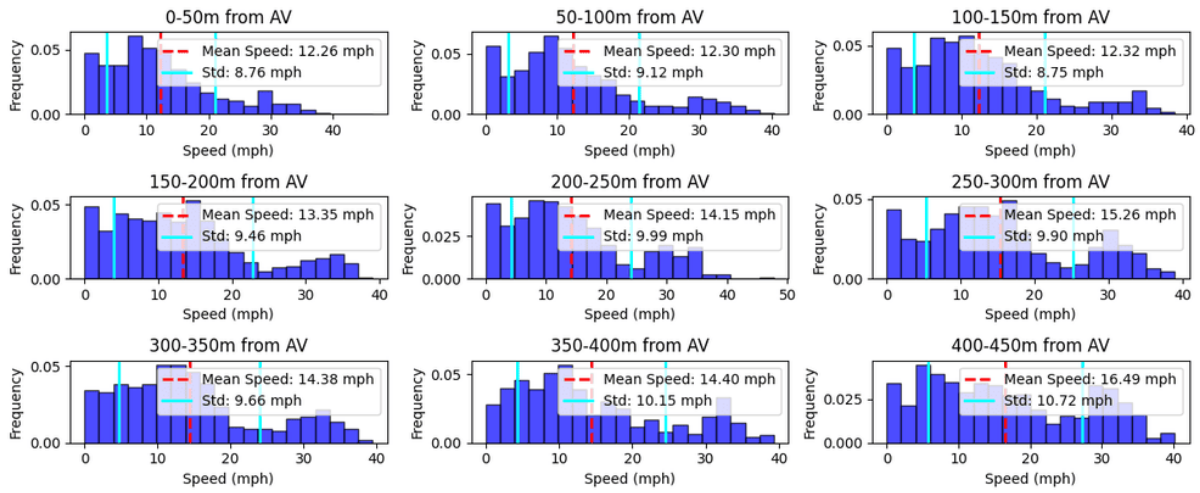 0-50m from AV
Frequency
0.05
0.00
Mean Speed: 12.26 mph
Std: 8.76 mph
0 10 20 30 40
Speed (mph)
50-100m from AV
Frequency
0.05
0.00
Mean Speed: 12.30 mph
Std: 9.12 mph
0 10 20 30 40
Speed (mph)
100-150m from AV
Frequency
0.05
0.00
Mean Speed: 12.32 mph
Std: 8.75 mph
0 10 20 30 40
Speed (mph)
150-200m from AV
Frequency
0.05
0.00
Mean Speed: 13.35 mph
Std: 9.46 mph
0 10 20 30 40
Speed (mph)
200-250m from AV
Frequency
0.025
0.000
Mean Speed: 14.15 mph
Std: 9.99 mph
0 10 20 30 40 50
Speed (mph)
250-300m from AV
Frequency
0.05
0.00
Mean Speed: 15.26 mph
Std: 9.90 mph
0 10 20 30 40
Speed (mph)
300-350m from AV
Frequency
0.05
0.00
Mean Speed: 14.38 mph
Std: 9.66 mph
0 10 20 30 40
Speed (mph)
350-400m from AV
Frequency
0.05
0.00
Mean Speed: 14.40 mph
Std: 10.15 mph
0 10 20 30 40
Speed (mph)
400-450m from AV
Frequency
0.025
0.000
Mean Speed: 16.49 mph
Std: 10.72 mph
0 10 20 30 40
Speed (mph)